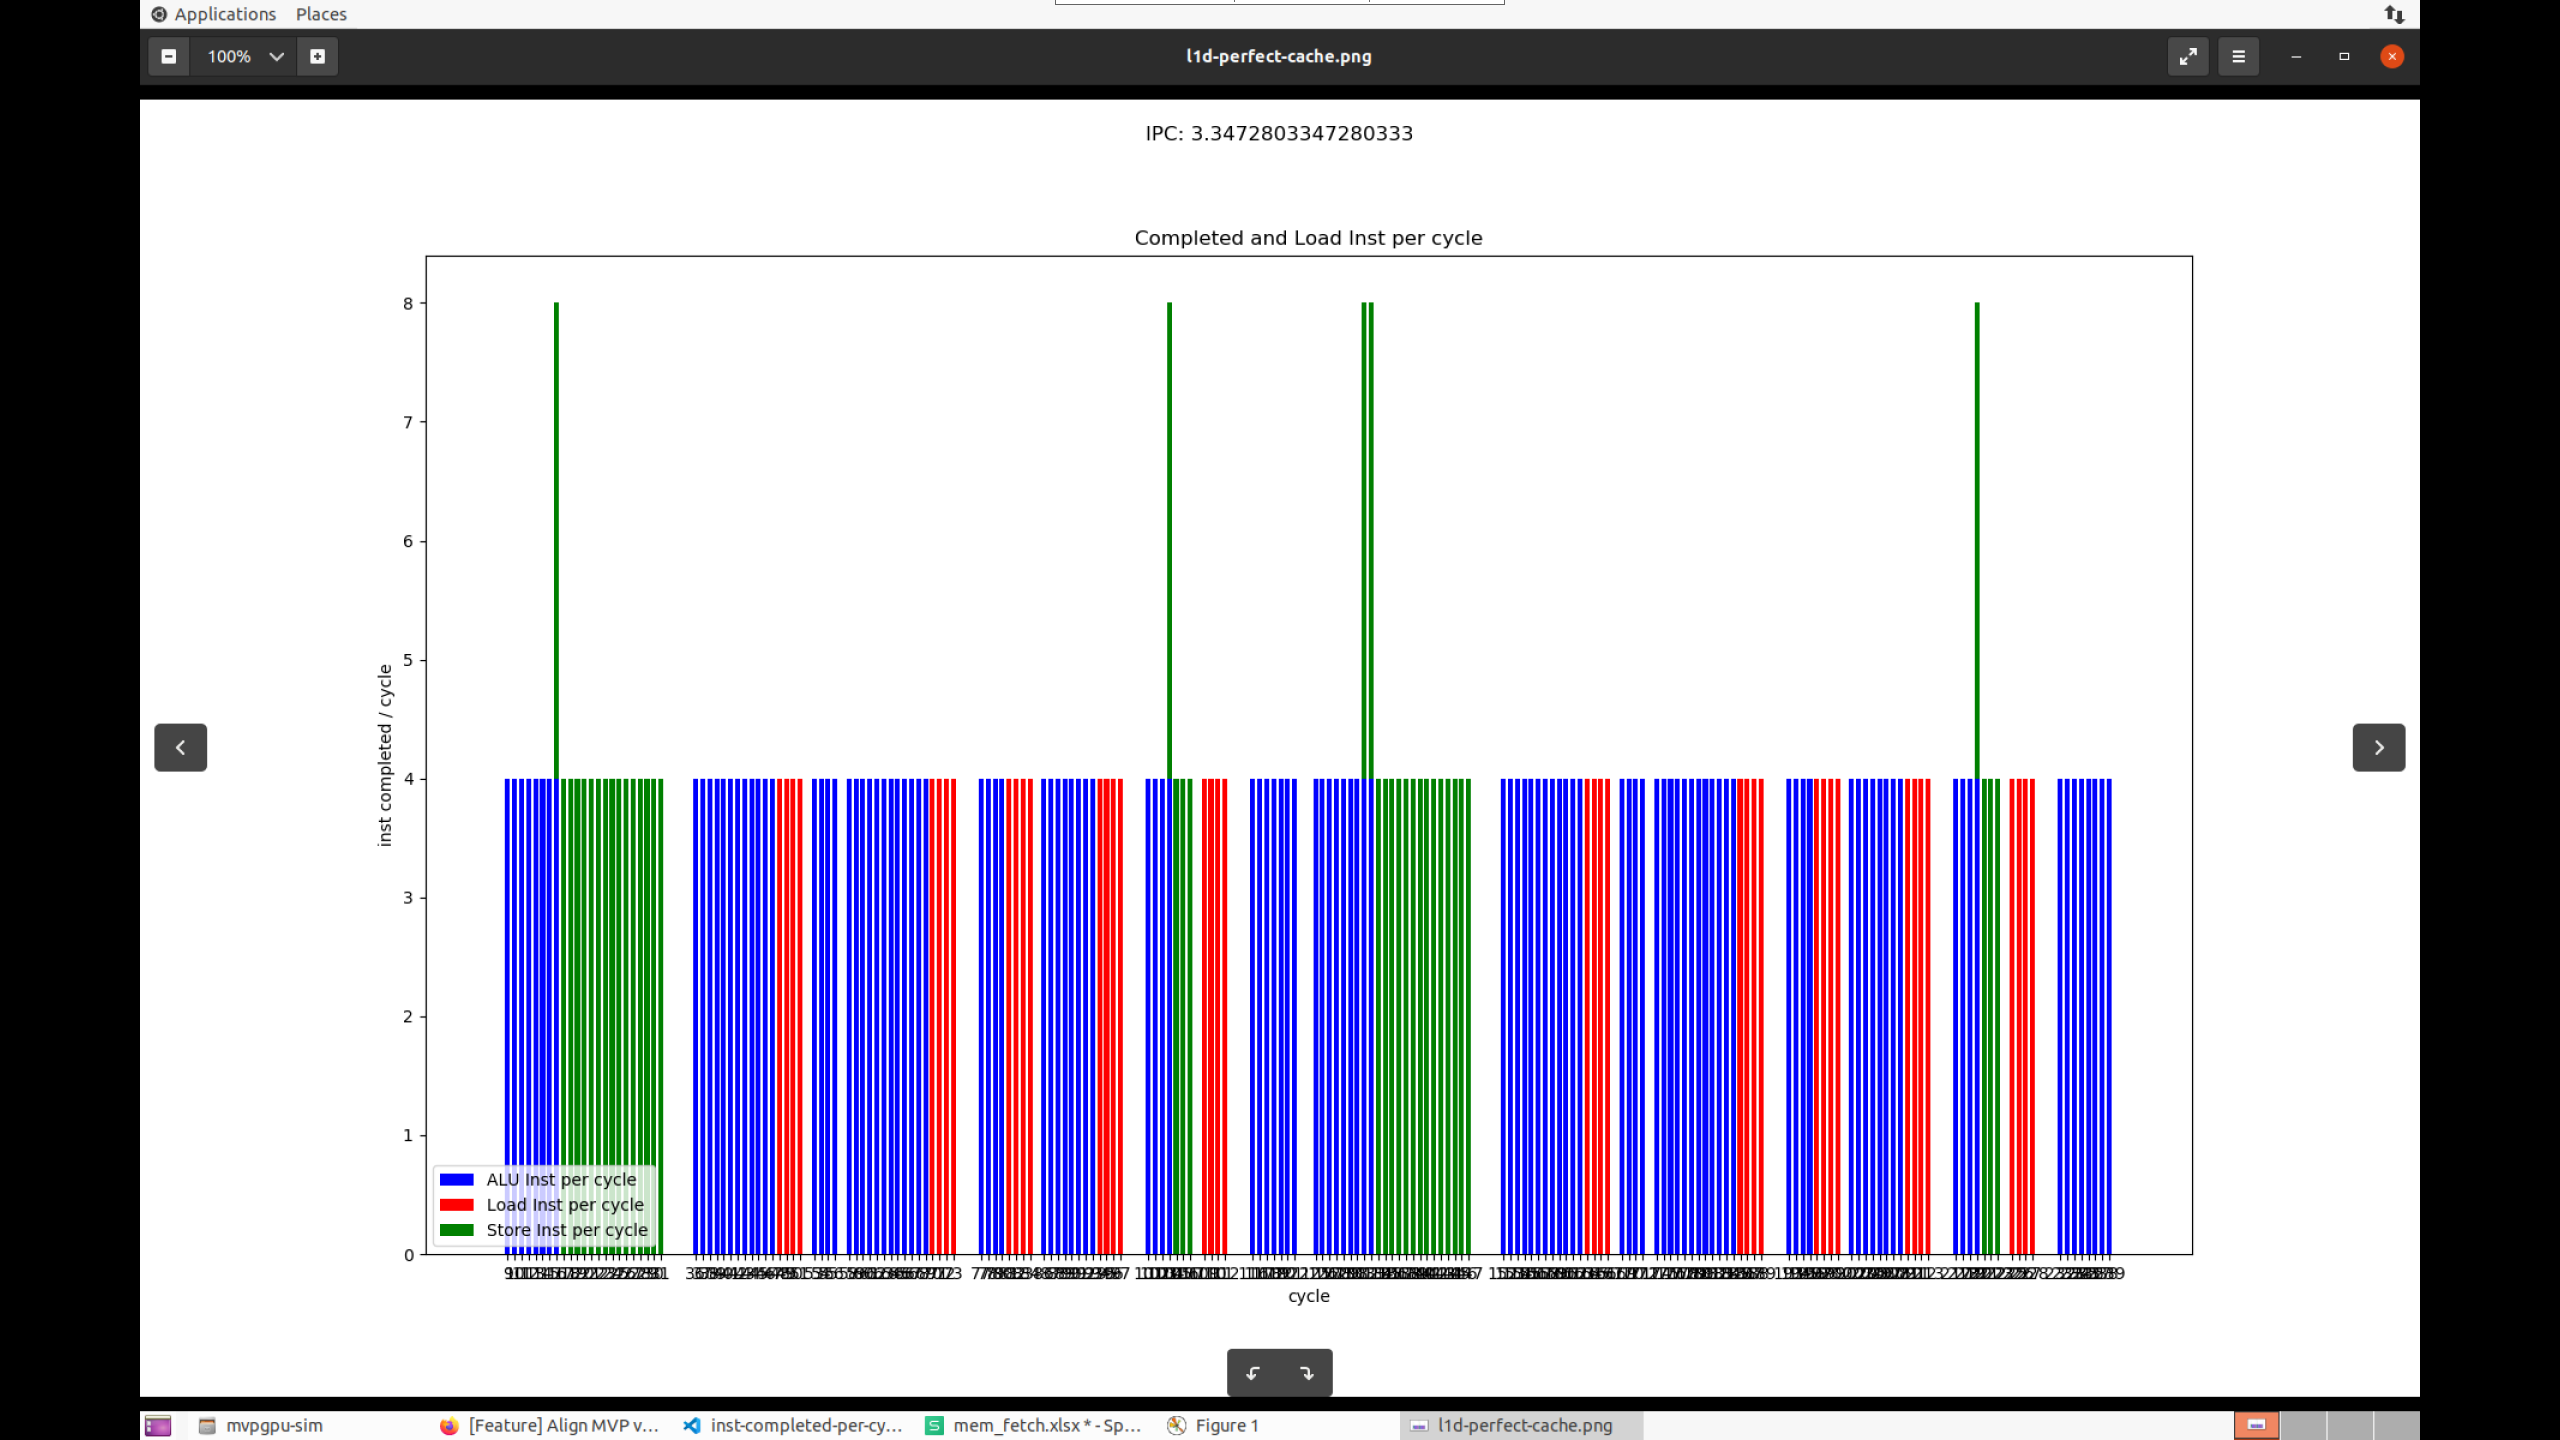 Applications Places
100%
l1d-perfect-cache.png
IPC: 3.3472803347280333
Completed and Load Inst per cycle
8
7
6
5
4
3
2
1
0
inst completed / cycle
ALU Inst per cycle
Load Inst per cycle
Store Inst per cycle
cycle
mvpgpu-sim
[Feature] Align MVP v...
inst-completed-per-cy...
mem_fetch.xlsx * - Sp...
Figure 1
l1d-perfect-cache.png